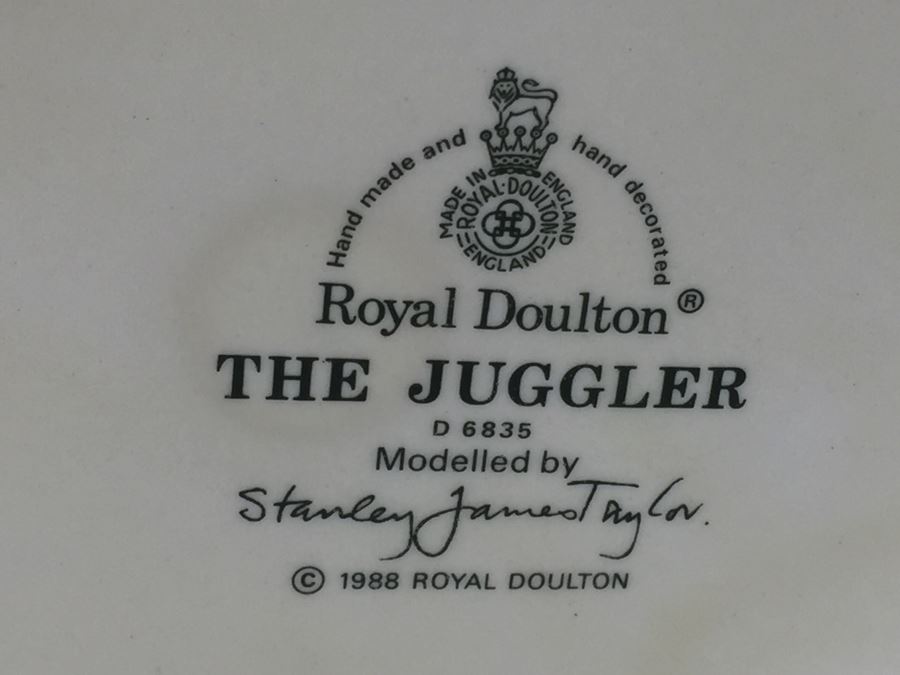 Hand made and hand decorated
MADE IN ENGLAND
ROYAL·DOULTON
ENGLAND
Royal Doulton®
THE JUGGLER
D 6835
Modelled by
Stanley James Taylor.
© 1988 ROYAL DOULTON